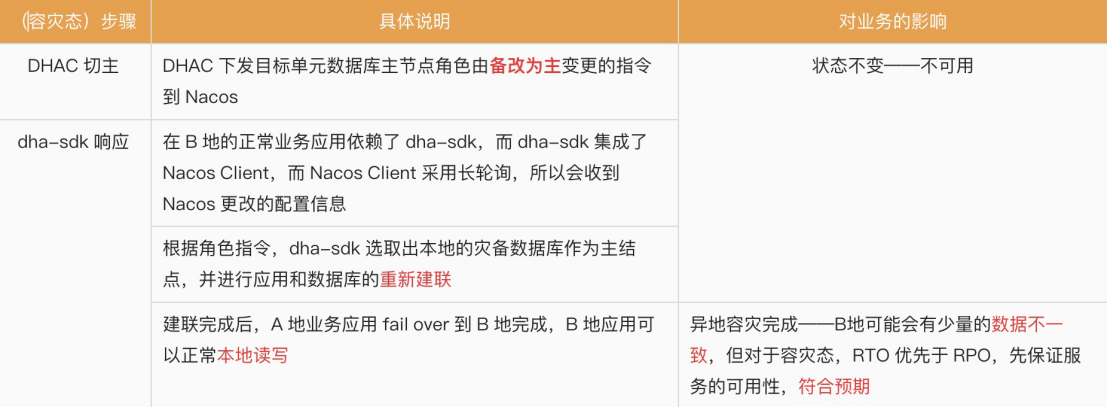 （容灾态）步骤
具体说明
对业务的影响
DHAC 切主
DHAC 下发目标单元数据库主节点角色由备改为主变更的指令
到 Nacos
状态不变——不可用
dha-sdk 响应
在 B 地的正常业务应用依赖了 dha-sdk，而 dha-sdk 集成了
Nacos Client，而 Nacos Client 采用长轮询，所以会收到
Nacos 更改的配置信息
根据角色指令，dha-sdk 选取出本地的灾备数据库作为主结
点，并进行应用和数据库的重新建联
建联完成后，A 地业务应用 fail over 到 B 地完成，B 地应用可
以正常本地读写
异地容灾完成——B地可能会有少量的数据不一
致，但对于容灾态，RTO 优先于 RPO，先保证服
务的可用性，符合预期